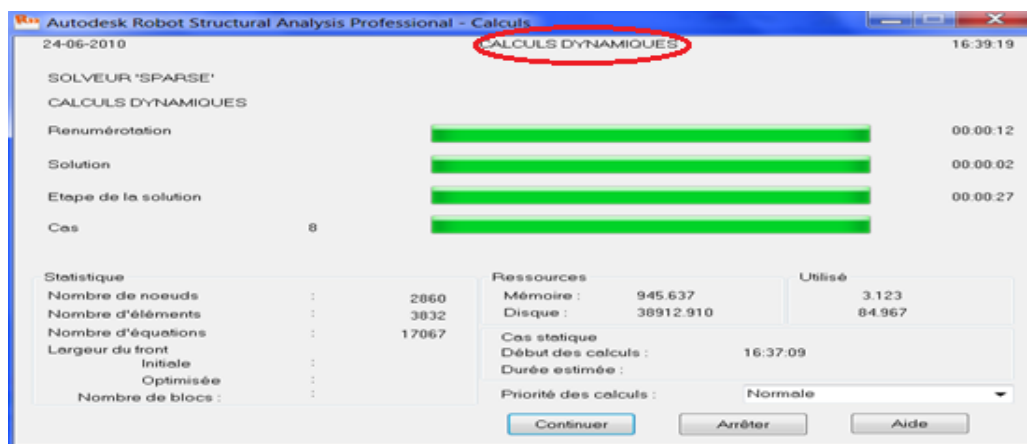 Autodesk Robot Structural Analysis Professional - Calculs
24-06-2010 CALCULS DYNAMIQUES 16:39:19
SOLVEUR 'SPARSE'
CALCULS DYNAMIQUES
Renumérotation 00:00:12
Solution 00:00:02
Etape de la solution 00:00:27
Cas 8
Statistique
Nombre de noeuds : 2860
Nombre d'éléments : 3832
Nombre d'équations : 17067
Largeur du front
Initiale :
Optimisée :
Nombre de blocs : :
Ressources Utilisé
Mémoire : 945.637 3.123
Disque : 38912.910 84.967
Cas statique
Début des calculs : 16:37:09
Durée estimée :
Priorité des calculs : Normale
Continuer Arrêter Aide